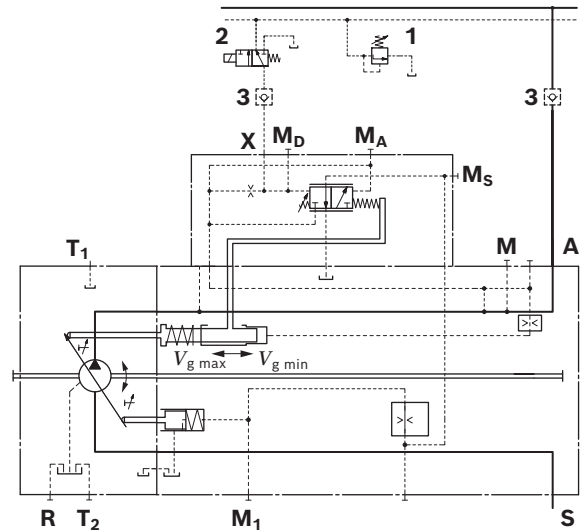 2 1
3 3
X M_D M_A
M_S
T_1 M A
V_g max V_g min
R T_2 M_1 S